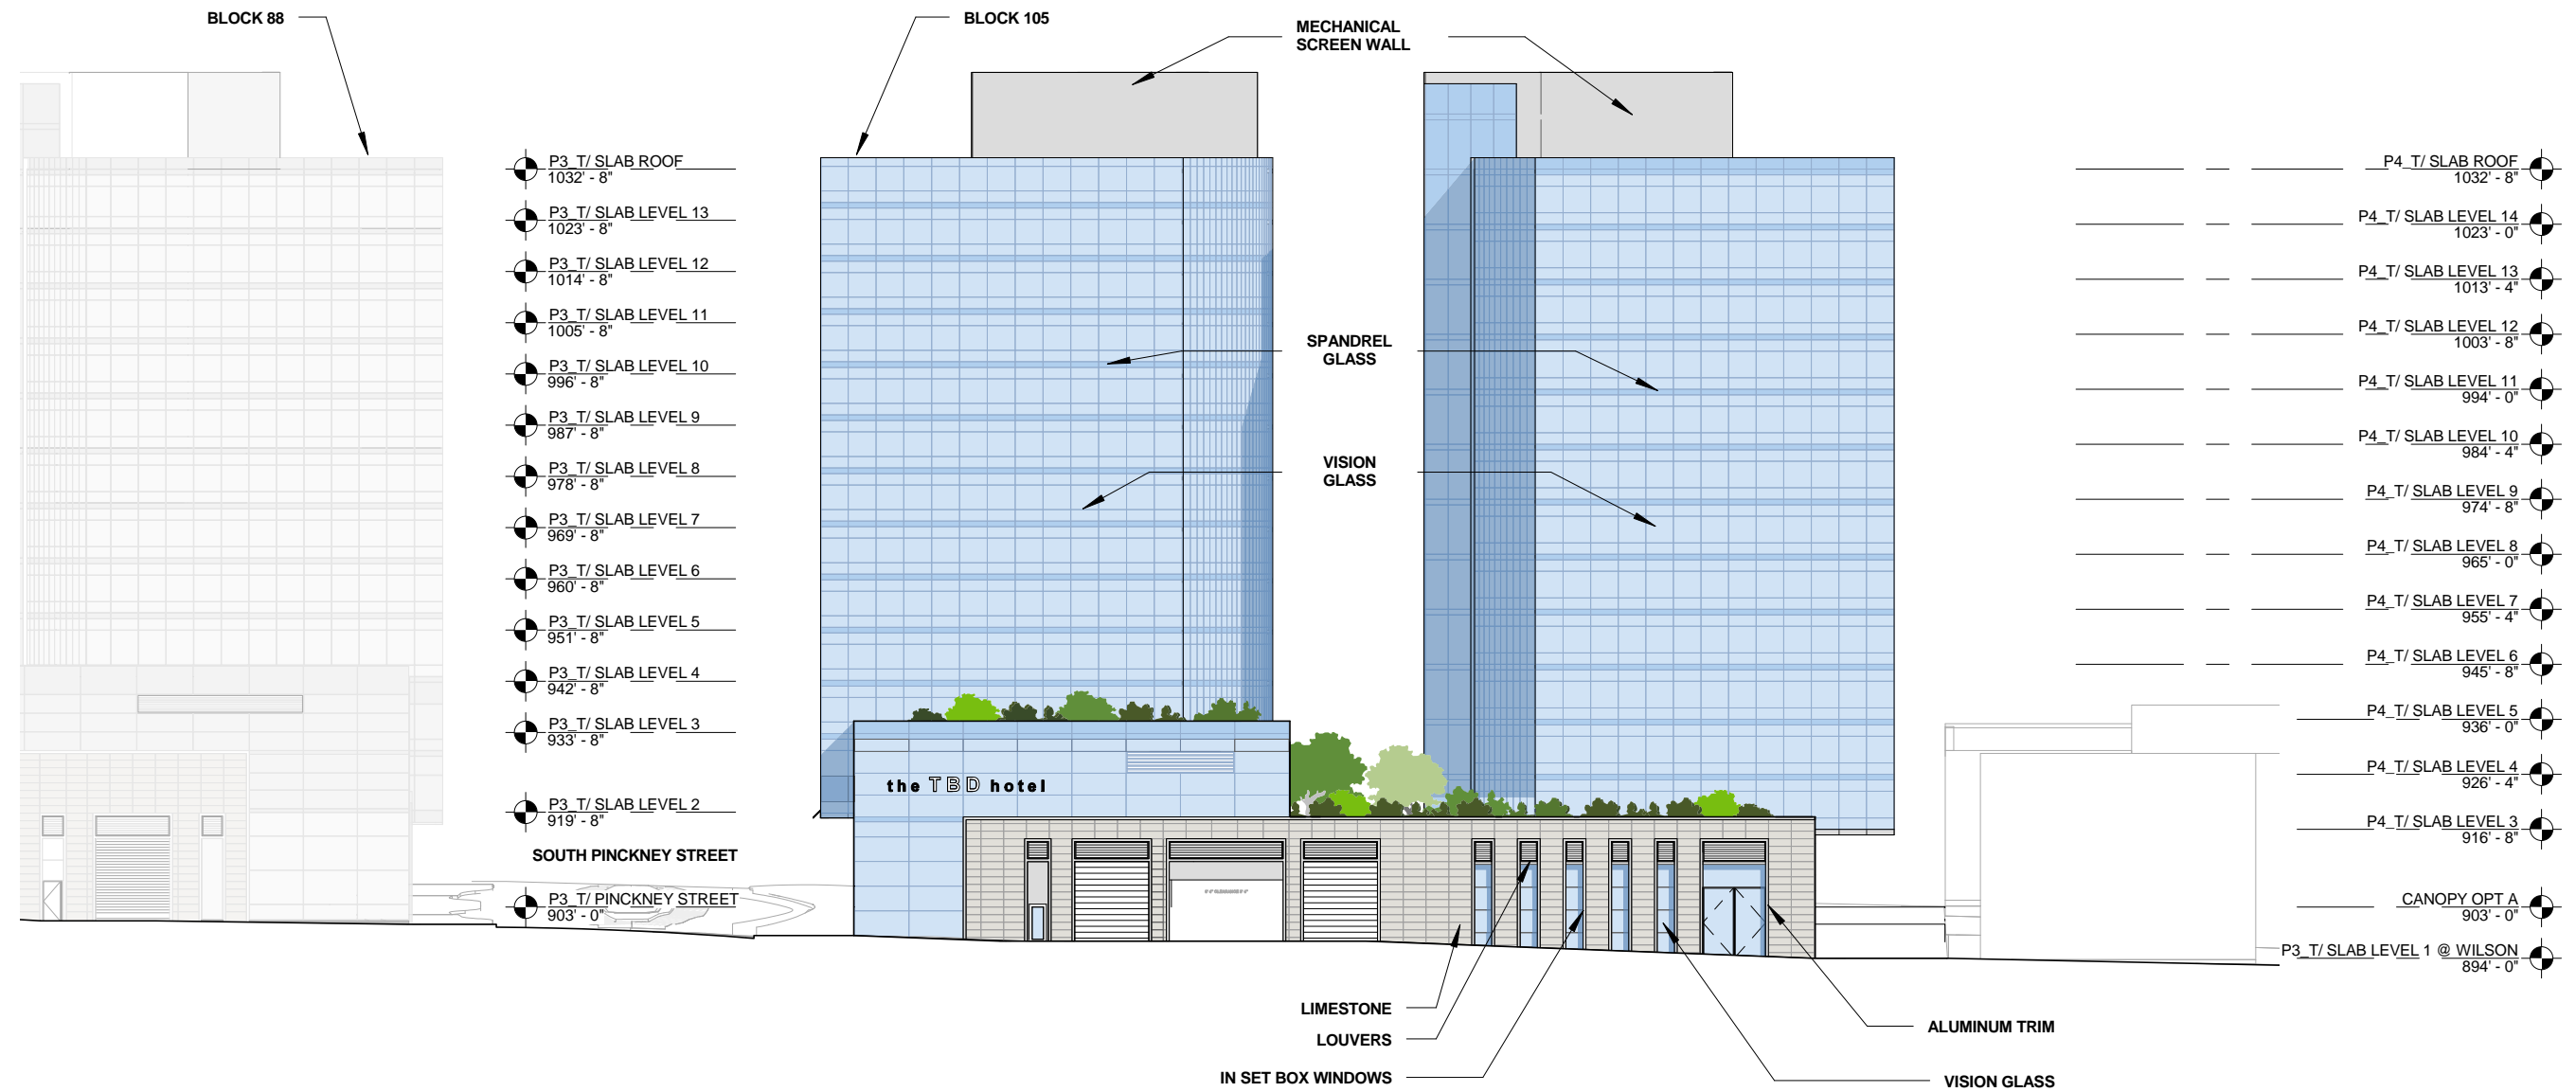 BLOCK 88
BLOCK 105
MECHANICAL
SCREEN WALL
P3_T/ SLAB ROOF
1032' - 8"
P3_T/ SLAB LEVEL 13
1023' - 8"
P3_T/ SLAB LEVEL 12
1014' - 8"
P3_T/ SLAB LEVEL 11
1005' - 8"
P3_T/ SLAB LEVEL 10
996' - 8"
P3_T/ SLAB LEVEL 9
987' - 8"
P3_T/ SLAB LEVEL 8
978' - 8"
P3_T/ SLAB LEVEL 7
969' - 8"
P3_T/ SLAB LEVEL 6
960' - 8"
P3_T/ SLAB LEVEL 5
951' - 8"
P3_T/ SLAB LEVEL 4
942' - 8"
P3_T/ SLAB LEVEL 3
933' - 8"
P3_T/ SLAB LEVEL 2
919' - 8"
SOUTH PINCKNEY STREET
P3_T/ PINCKNEY STREET
903' - 0"
SPANDREL
GLASS
VISION
GLASS
the TBD hotel
P4_T/ SLAB ROOF
1032' - 8"
P4_T/ SLAB LEVEL 14
1023' - 0"
P4_T/ SLAB LEVEL 13
1013' - 4"
P4_T/ SLAB LEVEL 12
1003' - 8"
P4_T/ SLAB LEVEL 11
994' - 0"
P4_T/ SLAB LEVEL 10
984' - 4"
P4_T/ SLAB LEVEL 9
974' - 8"
P4_T/ SLAB LEVEL 8
965' - 0"
P4_T/ SLAB LEVEL 7
955' - 4"
P4_T/ SLAB LEVEL 6
945' - 8"
P4_T/ SLAB LEVEL 5
936' - 0"
P4_T/ SLAB LEVEL 4
926' - 4"
P4_T/ SLAB LEVEL 3
916' - 8"
CANOPY OPT A
903' - 0"
P3_T/ SLAB LEVEL 1 @ WILSON
894' - 0"
LIMESTONE
LOUVERS
IN SET BOX WINDOWS
ALUMINUM TRIM
VISION GLASS